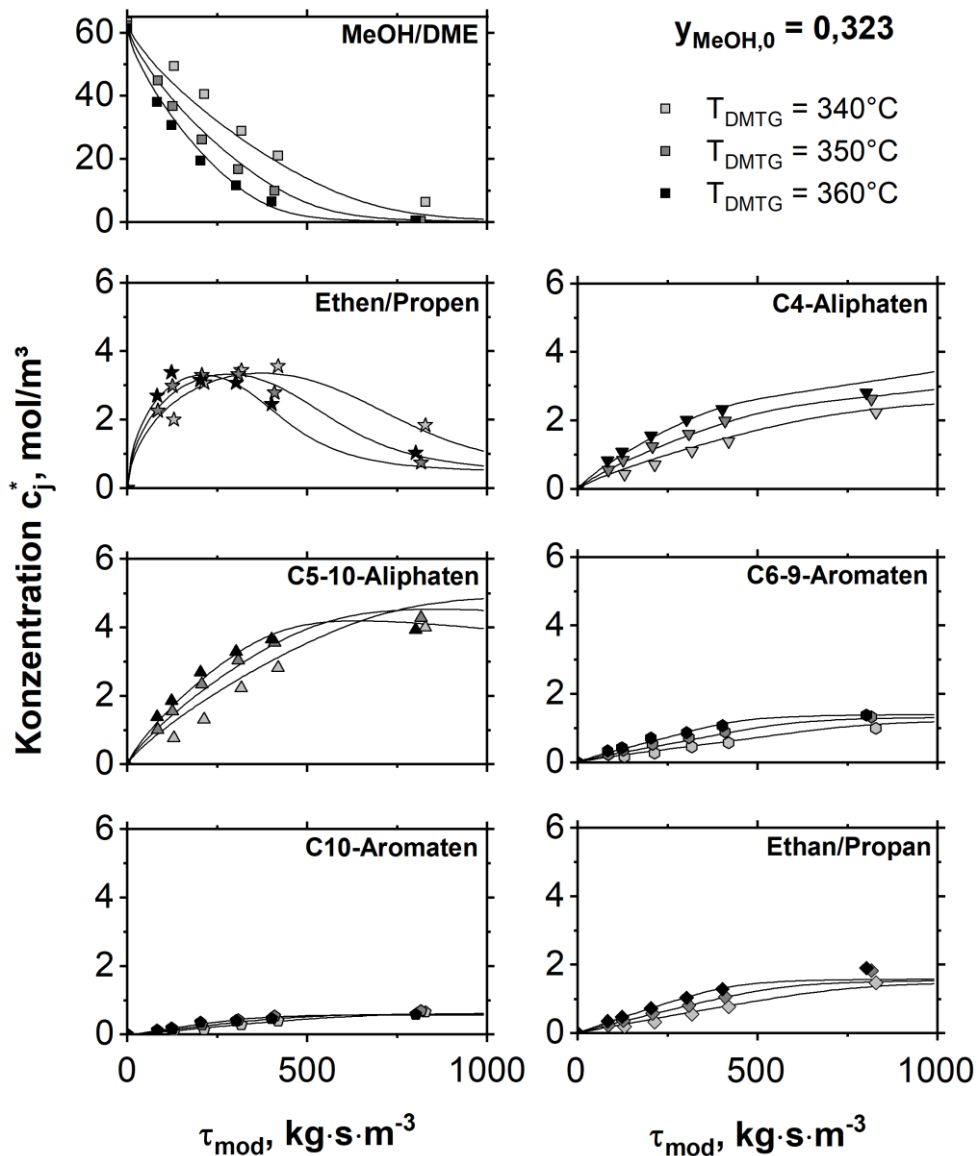 60
40
20
0
MeOH/DME
y_MeOH,0 = 0,323
T_DMTG = 340°C
T_DMTG = 350°C
T_DMTG = 360°C
Konzentration c_j^*, mol/m³
6
4
2
0
Ethen/Propen
6
4
2
0
C4-Aliphaten
6
4
2
0
C5-10-Aliphaten
6
4
2
0
C6-9-Aromaten
6
4
2
0
C10-Aromaten
0 500 1000
τ_mod, kg·s·m⁻³
6
4
2
0
Ethan/Propan
0 500 1000
τ_mod, kg·s·m⁻³